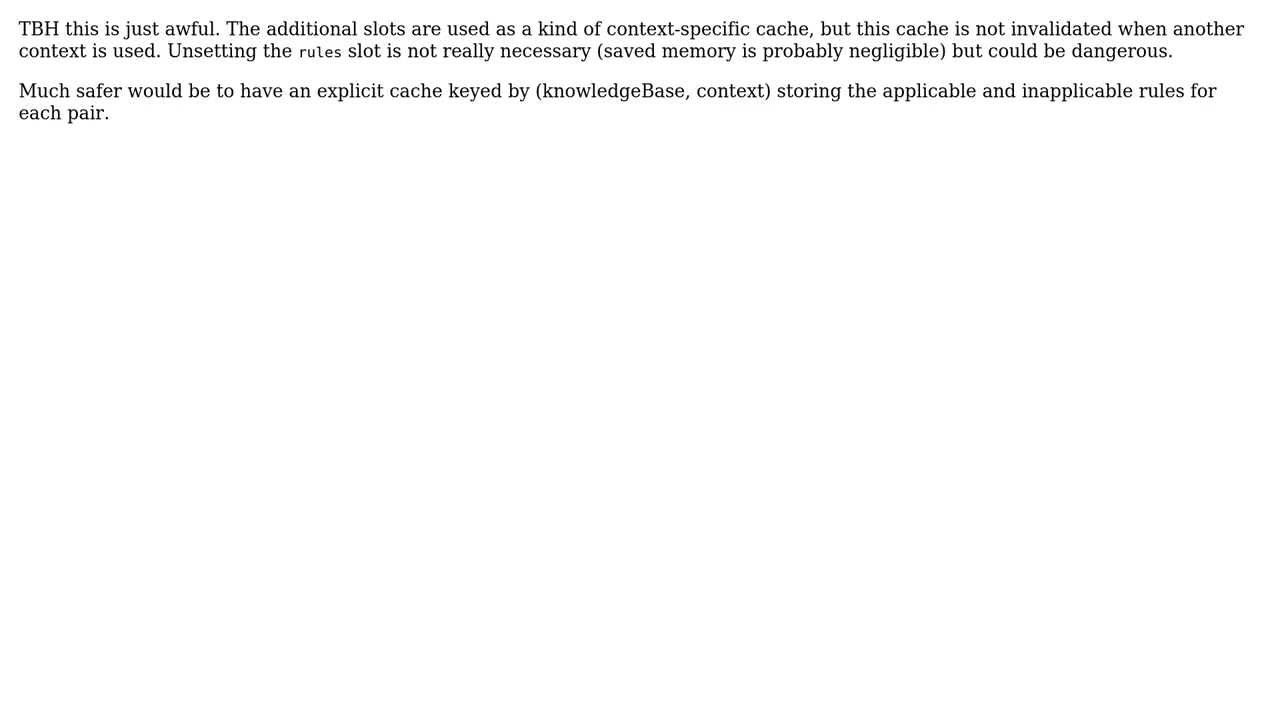 TBH this is just awful. The additional slots are used as a kind of context-specific cache, but this cache is not invalidated when another
context is used. Unsetting the rules slot is not really necessary (saved memory is probably negligible) but could be dangerous.
Much safer would be to have an explicit cache keyed by (knowledgeBase, context) storing the applicable and inapplicable rules for
each pair.